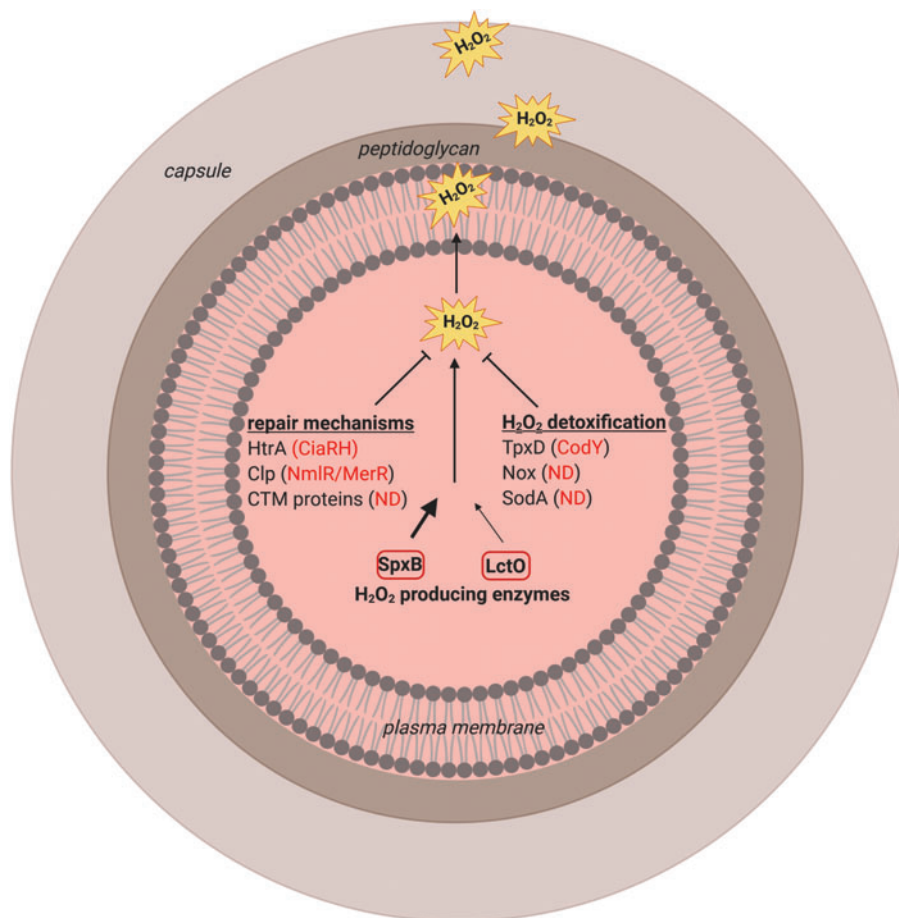 H₂O₂
H₂O₂
peptidoglycan
capsule
H₂O₂
H₂O₂
repair mechanisms
HtrA (CiaRH)
Clp (NmlR/MerR)
CTM proteins (ND)
H₂O₂ detoxification
TpxD (CodY)
Nox (ND)
SodA (ND)
SpxB
LctO
H₂O₂ producing enzymes
plasma membrane